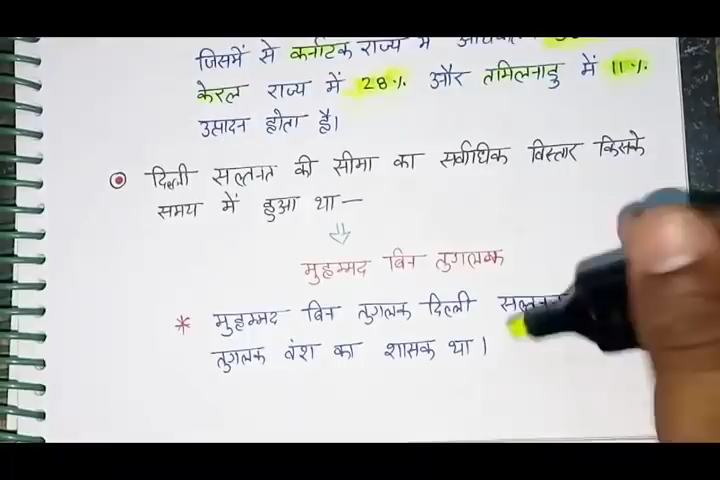 जिसमें से कर्नाटक राज्य में
केरल राज्य में 28% और तमिलनाडु में 11%
उत्पादन होता है।
दिल्ली सल्तनत की सीमा का सर्वाधिक विस्तार किसके
समय में हुआ था—
मुहम्मद बिन तुगलक
* मुहम्मद बिन तुगलक दिल्ली
तुगलक वंश का शासक था।